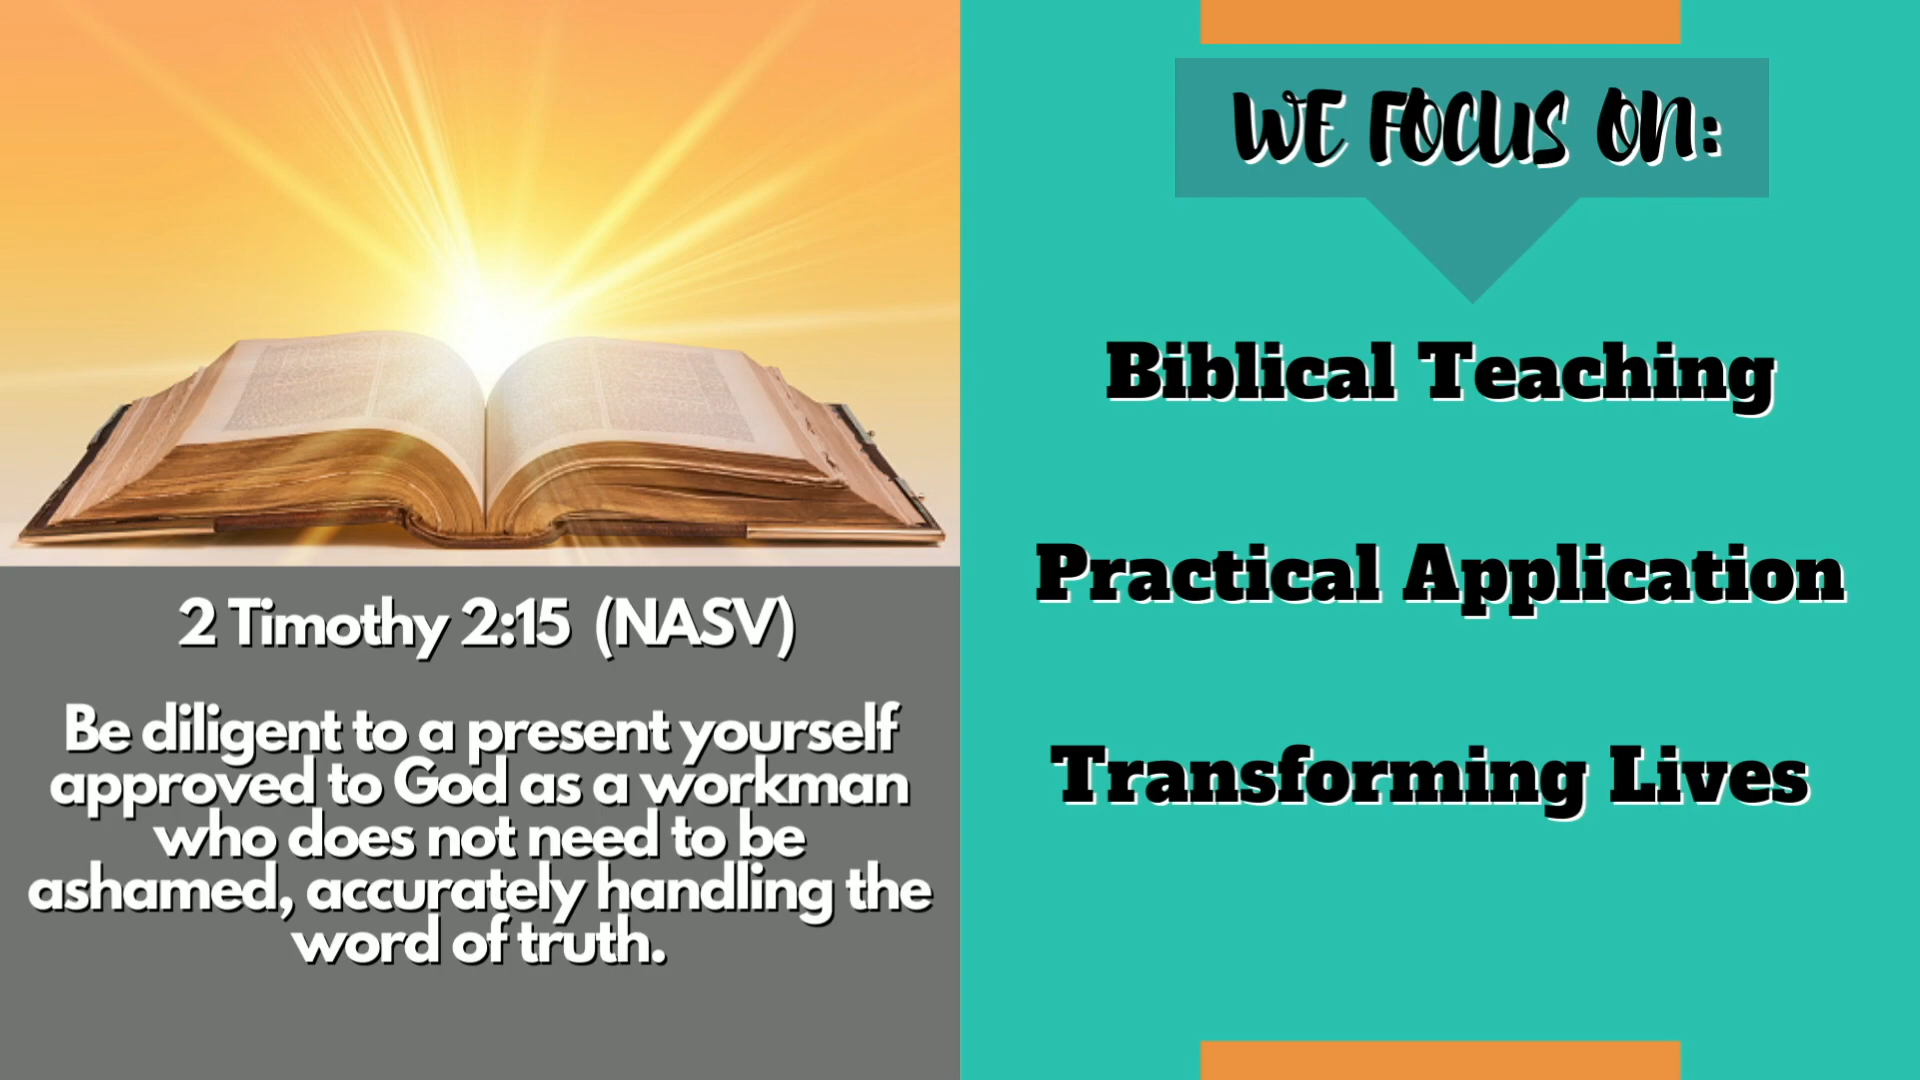 2 Timothy 2:15 (NASV)
Be diligent to a present yourself
approved to God as a workman
who does not need to be
ashamed, accurately handling the
word of truth.
WE FOCUS ON:
Biblical Teaching
Practical Application
Transforming Lives